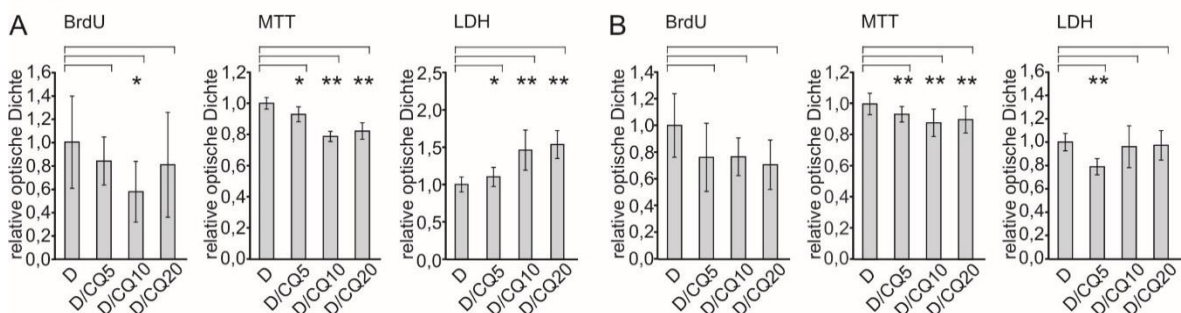 A
BrdU
*
relative optische Dichte
1,6
1,4
1,2
1,0
0,8
0,6
0,4
0,2
0,0
D
D/CQ5
D/CQ10
D/CQ20
MTT
* ** **
relative optische Dichte
1,2
1,0
0,8
0,6
0,4
0,2
0,0
D
D/CQ5
D/CQ10
D/CQ20
LDH
* ** **
relative optische Dichte
2,5
2,0
1,5
1,0
0,5
0,0
D
D/CQ5
D/CQ10
D/CQ20
B
BrdU
relative optische Dichte
1,4
1,2
1,0
0,8
0,6
0,4
0,2
0,0
D
D/CQ5
D/CQ10
D/CQ20
MTT
** ** **
relative optische Dichte
1,2
1,0
0,8
0,6
0,4
0,2
0,0
D
D/CQ5
D/CQ10
D/CQ20
LDH
**
relative optische Dichte
1,6
1,4
1,2
1,0
0,8
0,6
0,4
0,2
0,0
D
D/CQ5
D/CQ10
D/CQ20